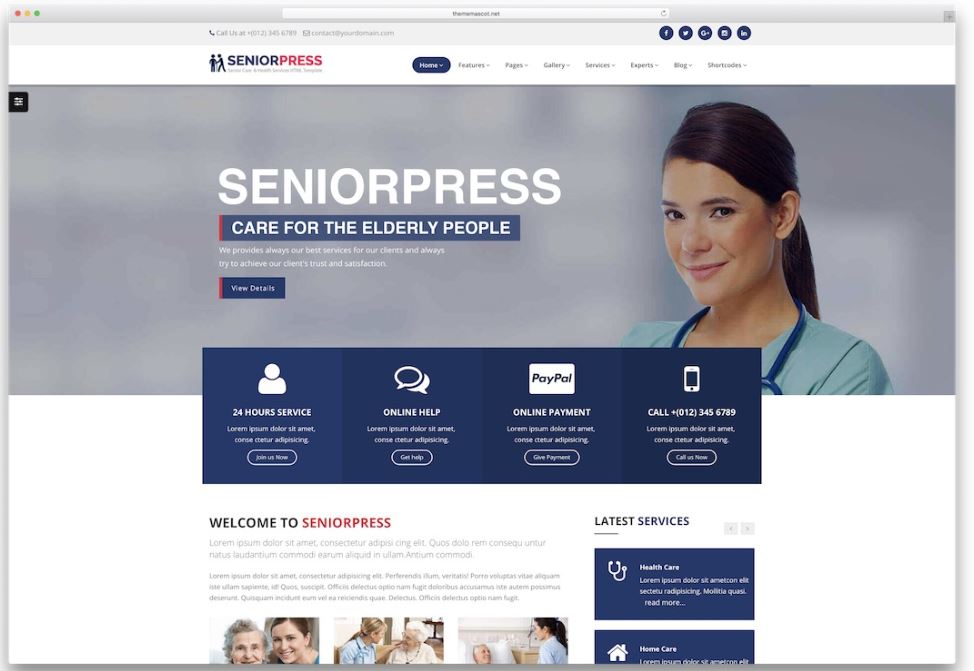 thememascot.net
Call Us at +(012) 345 6789 contact@yourdomain.com
SENIORPRESS
Senior Care & Health Services HTML Template
Home Features Pages Gallery Services Experts Blog Shortcodes
SENIORPRESS
CARE FOR THE ELDERLY PEOPLE
We provides always our best services for our clients and always
try to achieve our client's trust and satisfaction.
View Details
24 HOURS SERVICE
Lorem ipsum dolor sit amet,
conse ctetur adipisicing.
Join us Now
ONLINE HELP
Lorem ipsum dolor sit amet,
conse ctetur adipisicing.
Get help
PayPal
ONLINE PAYMENT
Lorem ipsum dolor sit amet,
conse ctetur adipisicing.
Give Payment
CALL +(012) 345 6789
Lorem ipsum dolor sit amet,
conse ctetur adipisicing.
Call us Now
WELCOME TO SENIORPRESS
Lorem ipsum dolor sit amet, consectetur adipisi cing elit. Quos dolo rem consequ untur
natus laudantium commodi earum aliquid in ullam.Antium commodi.
Lorem ipsum dolor sit amet, consectetur adipisicing elit. Perferendis illum, veritatis! Porro voluptas vitae aliquam
iste ullam sapiente, id! Quos, suscipit. Officiis delectus optio nam fugit doloribus accusamus iste autem possimus
deserunt. Quisquam incidunt eum vel ea reiciendis quae. Delectus. Officiis delectus optio nam fugit.
LATEST SERVICES
Health Care
Lorem ipsum dolor sit ametcon elit
sectetu radipisicing. Mollitia quasi.
read more...
Home Care
Lorem ipsum dolor sit ametcon elit